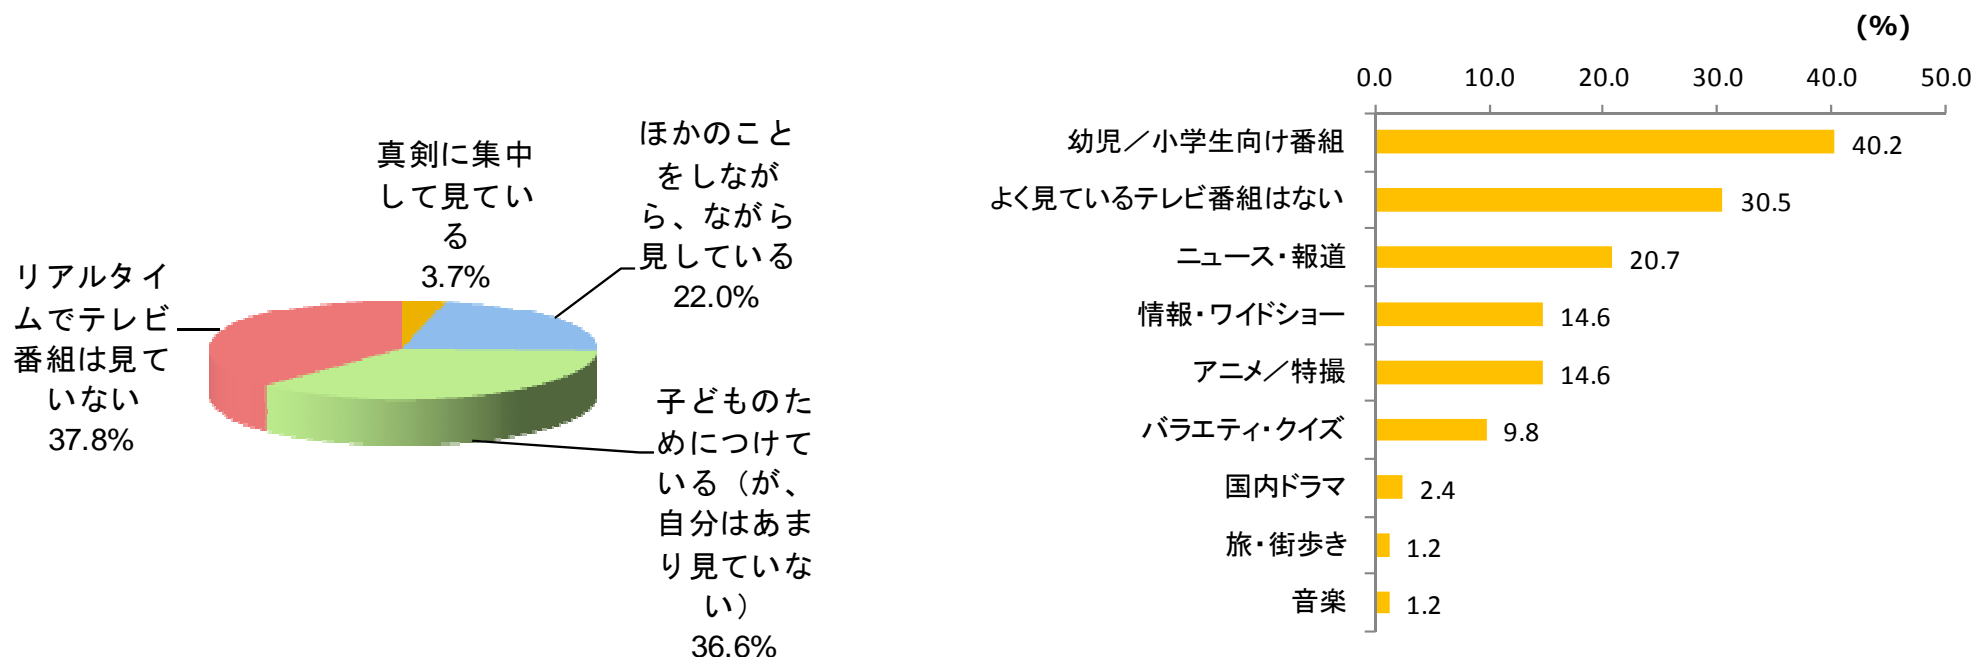 真剣に集中
して見てい
る
3.7%
ほかのこと
をしなが
ら、ながら
見している
22.0%
リアルタイ
ムでテレビ
番組は見て
いない
37.8%
子どものた
めにつけて
いる（が、
自分はあま
り見ていな
い）
36.6%
(%)
0.0 10.0 20.0 30.0 40.0 50.0
幼児／小学生向け番組 40.2
よく見ているテレビ番組はない 30.5
ニュース・報道 20.7
情報・ワイドショー 14.6
アニメ／特撮 14.6
バラエティ・クイズ 9.8
国内ドラマ 2.4
旅・街歩き 1.2
音楽 1.2